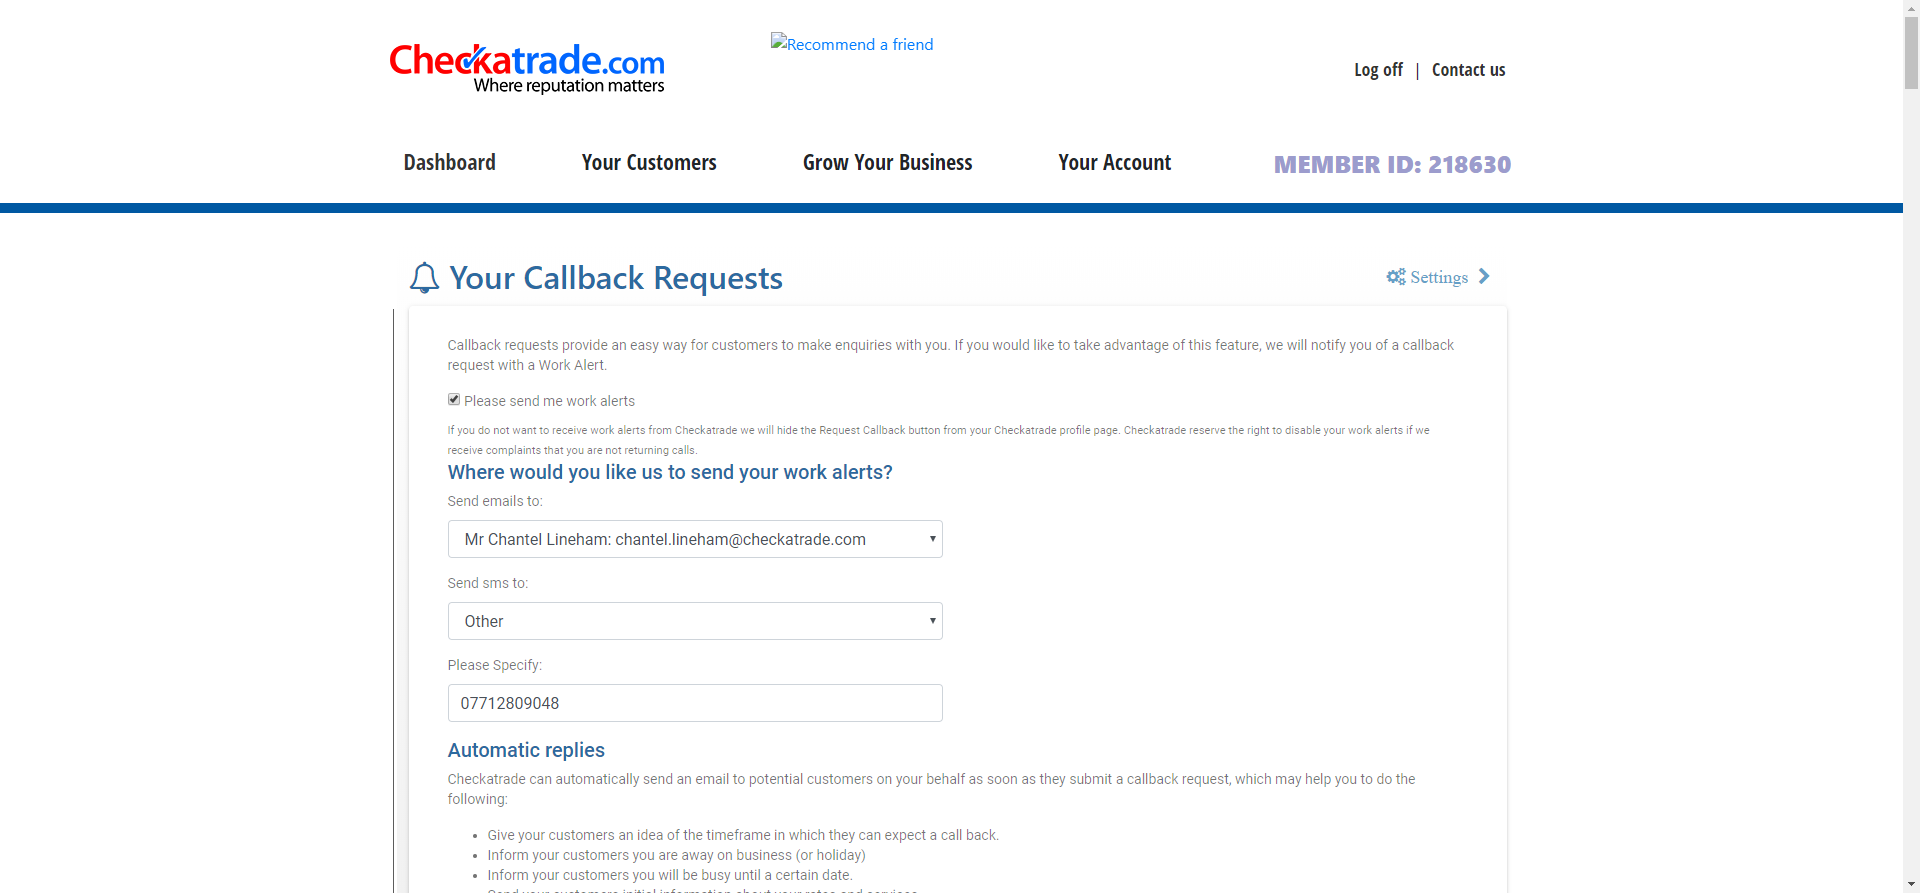 Checkatrade.com
Where reputation matters
Recommend a friend
Log off | Contact us
Dashboard
Your Customers
Grow Your Business
Your Account
MEMBER ID: 218630
Your Callback Requests
Settings
Callback requests provide an easy way for customers to make enquiries with you. If you would like to take advantage of this feature, we will notify you of a callback
request with a Work Alert.
Please send me work alerts
If you do not want to receive work alerts from Checkatrade we will hide the Request Callback button from your Checkatrade profile page. Checkatrade reserve the right to disable your work alerts if we
receive complaints that you are not returning calls.
Where would you like us to send your work alerts?
Send emails to:
Mr Chantel Lineham: chantel.lineham@checkatrade.com
Send sms to:
Other
Please Specify:
07712809048
Automatic replies
Checkatrade can automatically send an email to potential customers on your behalf as soon as they submit a callback request, which may help you to do the
following:
• Give your customers an idea of the timeframe in which they can expect a call back.
• Inform your customers you are away on business (or holiday)
• Inform your customers you will be busy until a certain date.